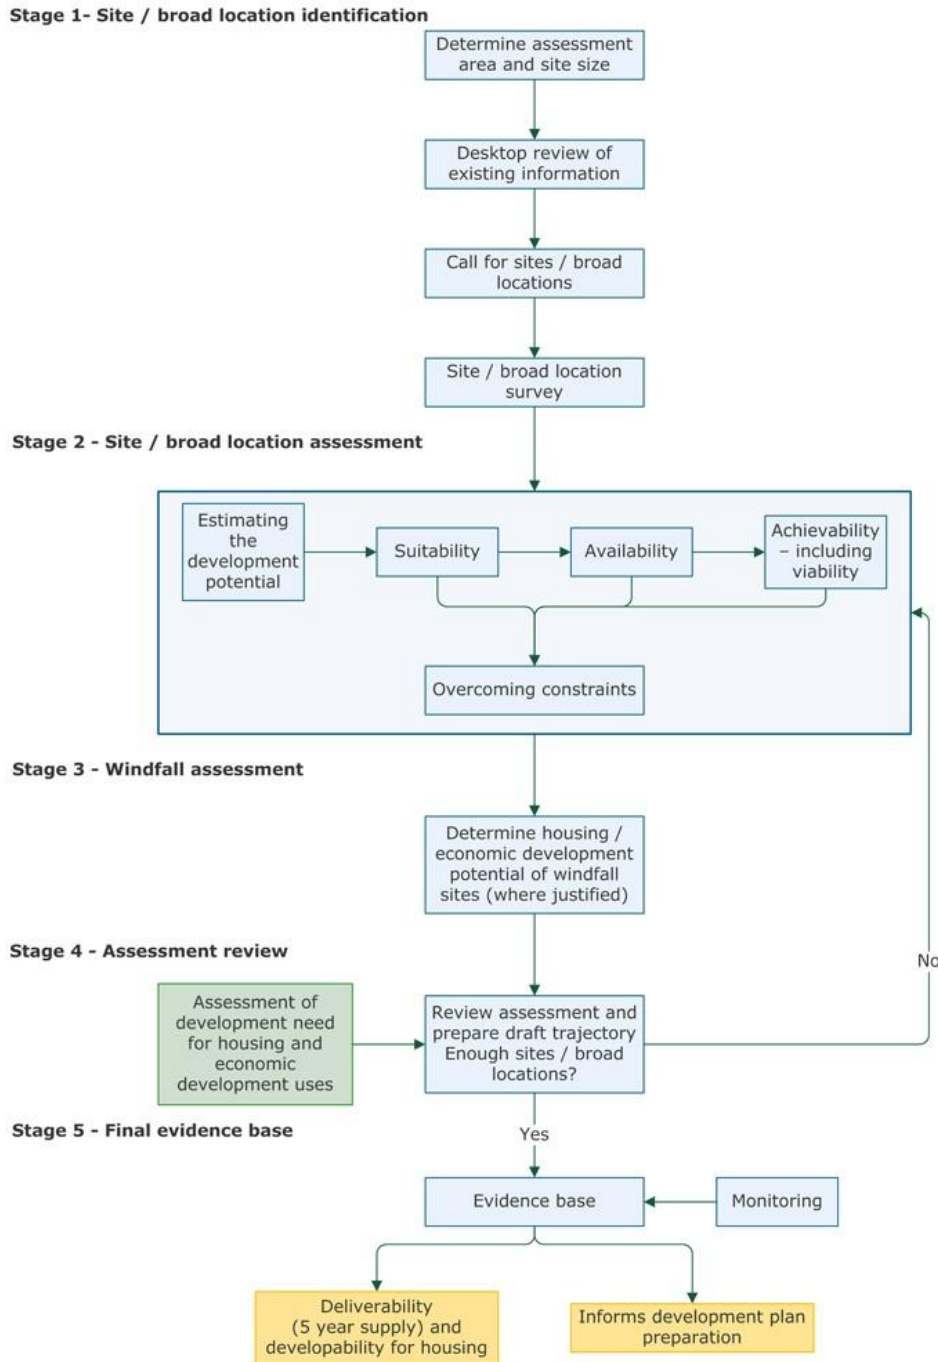 Stage 1- Site / broad location identification
Determine assessment
area and site size
Desktop review of
existing information
Call for sites / broad
locations
Site / broad location
survey
Stage 2 - Site / broad location assessment
Estimating
the
development
potential
Suitability
Availability
Achievability
– including
viability
Overcoming constraints
Stage 3 - Windfall assessment
Determine housing /
economic development
potential of windfall
sites (where justified)
Stage 4 - Assessment review
No
Assessment of
development need
for housing and
economic
development uses
Review assessment and
prepare draft trajectory
Enough sites / broad
locations?
Stage 5 - Final evidence base
Yes
Evidence base
Monitoring
Deliverability
(5 year supply) and
developability for housing
Informs development plan
preparation